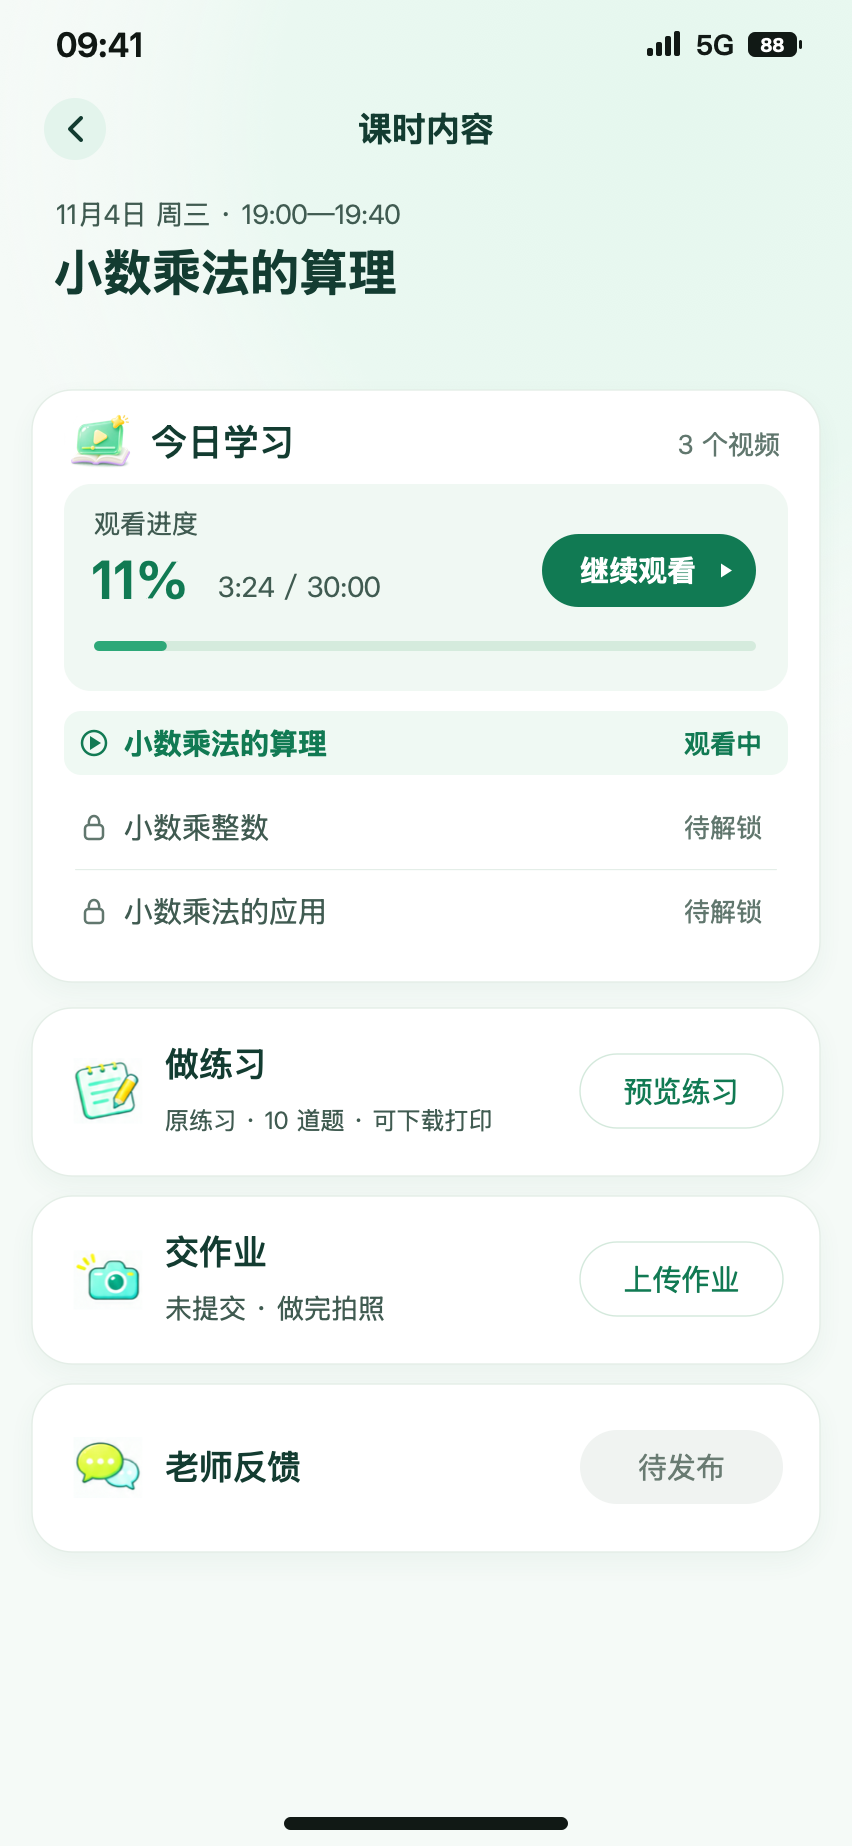 09:41
5G 88
课时内容
11月4日 周三 · 19:00—19:40
小数乘法的算理
今日学习
3 个视频
观看进度
11% 3:24 / 30:00
继续观看
小数乘法的算理
观看中
小数乘整数
待解锁
小数乘法的应用
待解锁
做练习
原练习 · 10 道题 · 可下载打印
预览练习
交作业
未提交 · 做完拍照
上传作业
老师反馈
待发布